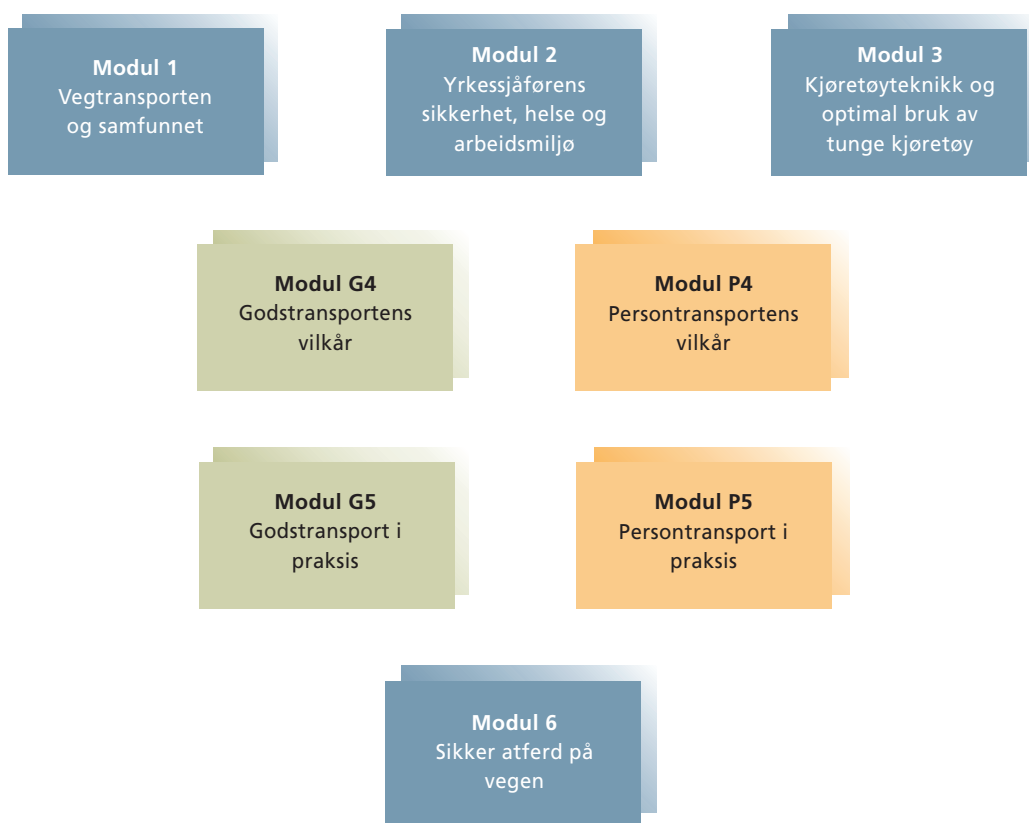 Modul 1
Vegtransporten
og samfunnet
Modul 2
Yrkessjåførens
sikkerhet, helse og
arbeidsmiljø
Modul 3
Kjøretøyteknikk og
optimal bruk av
tunge kjøretøy
Modul G4
Godstransportens
vilkår
Modul P4
Persontransportens
vilkår
Modul G5
Godstransport i
praksis
Modul P5
Persontransport i
praksis
Modul 6
Sikker atferd på
vegen